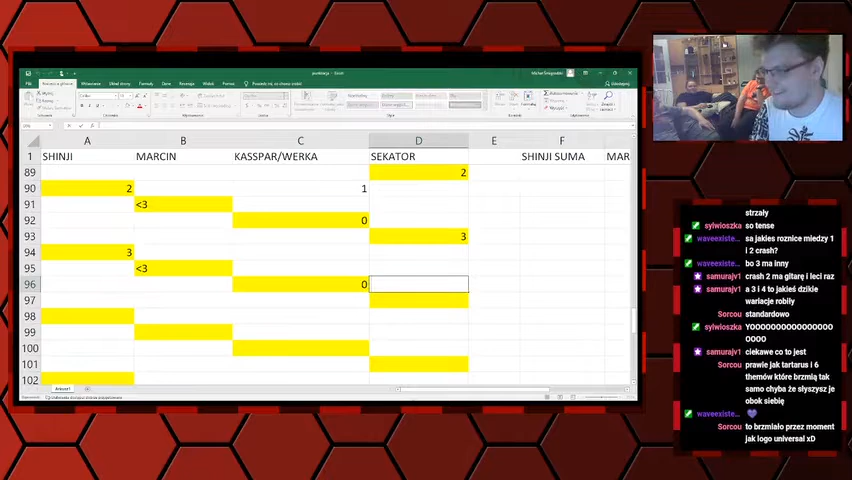 punktacja - Excel
A B C D E F
1 SHINJI MARCIN KASSPAR/WERKA SEKATOR SHINJI SUMA MAR
89 2
90 2 1
91 <3
92 0
93 3
94 3
95 <3
96 0
97
98
99
100
101
102
strzały
sylwioszka so tense
waveexiste... sa jakies roznice miedzy 1
i 2 crash?
waveexiste... bo 3 ma inny
samurajv1 crash 2 ma gitarę i leci raz
samurajv1 a 3 i 4 to jakieś dzikie
wariacje robiły
Sorcou standardowo
sylwioszka YOOOOOOOOOOOOOOO
OOOO
samurajv1 ciekawe co to jest
Sorcou prawie jak tartarus i 6
themów które brzmią tak
samo chyba że słyszysz je
obok siebię
waveexiste... 💜
Sorcou to brzmiało przez moment
jak logo universal xD